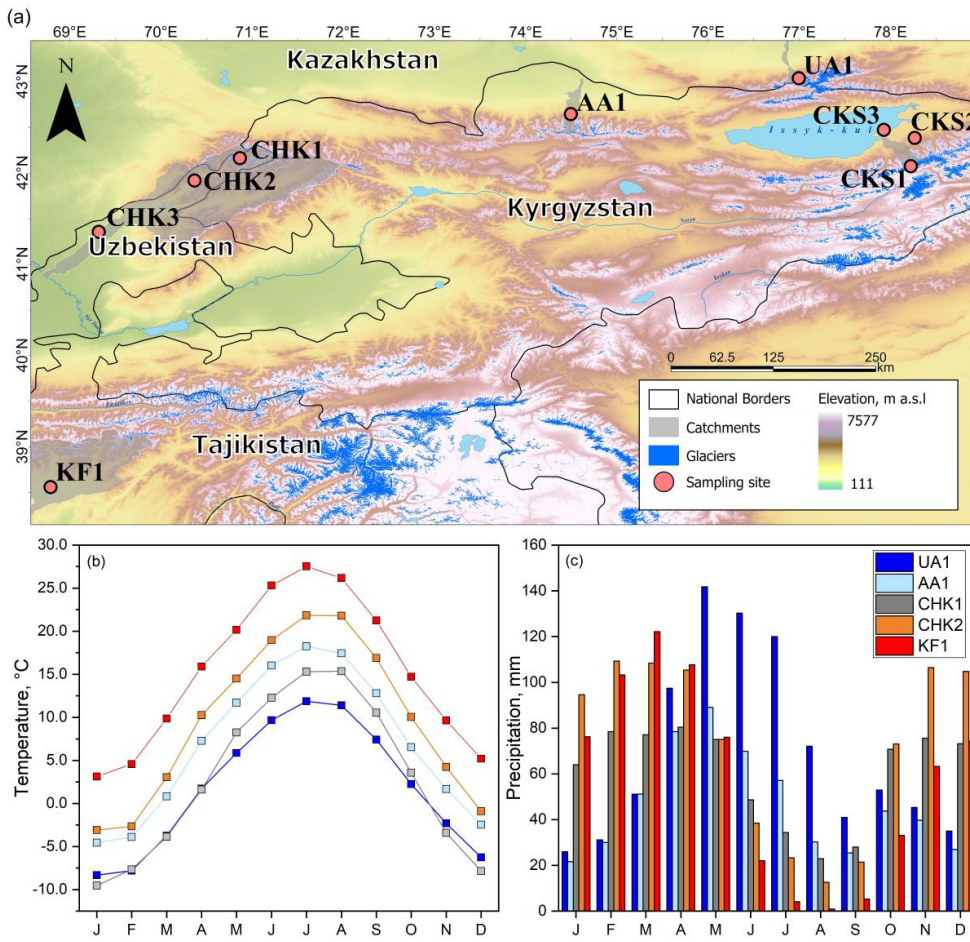 (a)
69°E 70°E 71°E 72°E 73°E 74°E 75°E 76°E 77°E 78°E
43°N
42°N
41°N
40°N
39°N
N
Kazakhstan
UA1
AA1
CKS3
CKS2
Issyk-kul
CHK1
CKS1
CHK2
Kyrgyzstan
Naryn
CHK3
Uzbekistan
0 62.5 125 250
km
National Borders
Catchments
Glaciers
Sampling site
Elevation, m a.s.l
7577
111
Tajikistan
KF1
(b)
Temperature, °C
30.0
25.0
20.0
15.0
10.0
5.0
0.0
-5.0
-10.0
J F M A M J J A S O N D
(c)
Precipitation, mm
160
140
120
100
80
60
40
20
0
UA1
AA1
CHK1
CHK2
KF1
J F M A M J J A S O N D